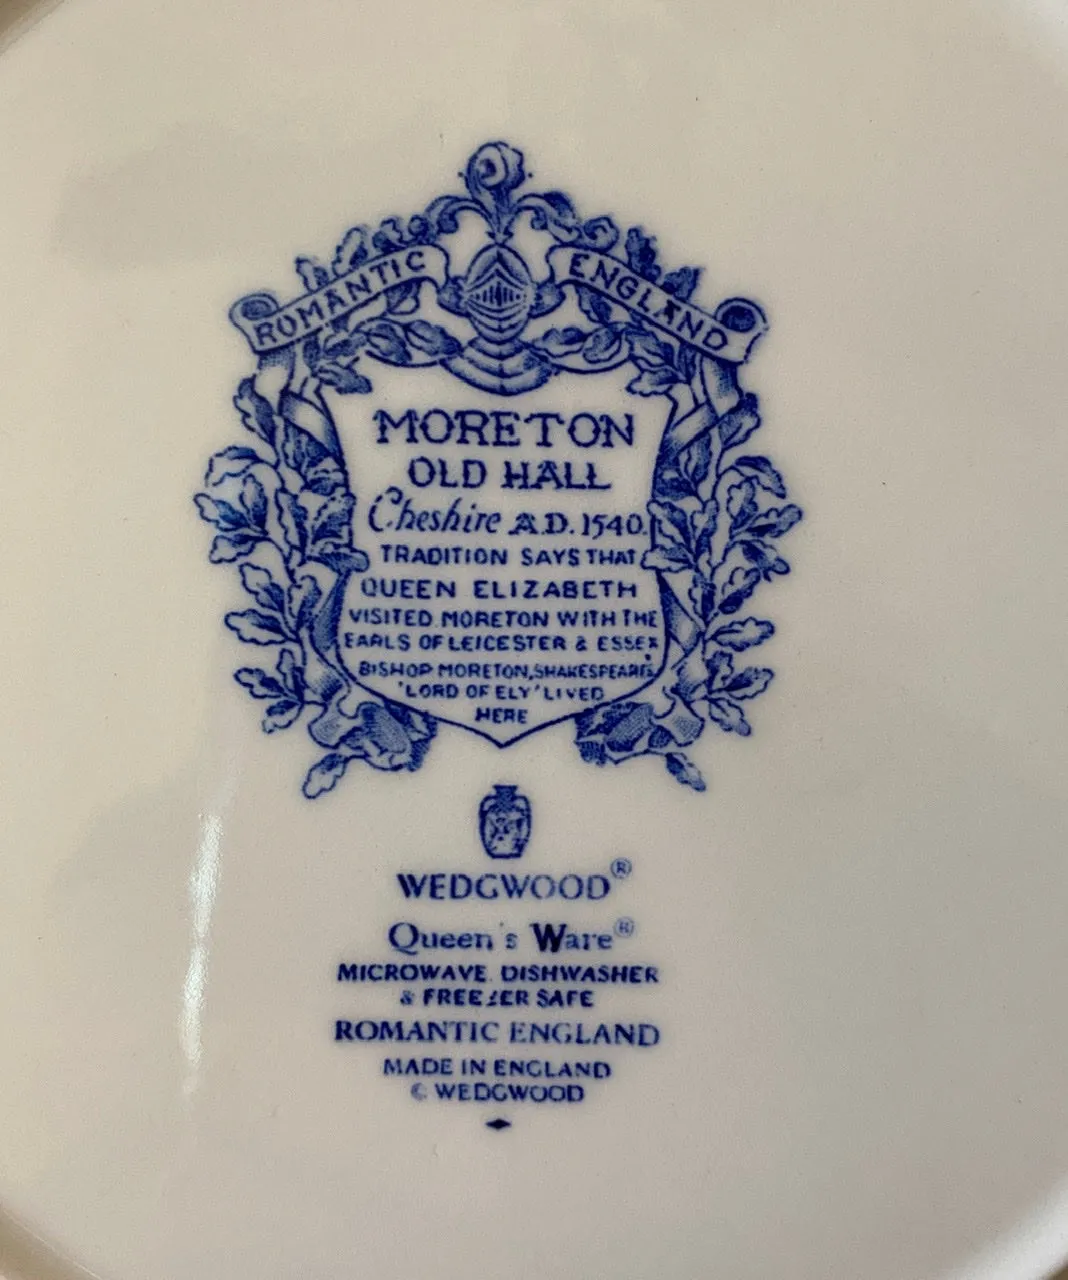 ROMANTIC ENGLAND
MORETON
OLD HALL
Cheshire A.D. 1540.
TRADITION SAYS THAT
QUEEN ELIZABETH
VISITED MORETON WITH THE
EARLS OF LEICESTER & ESSEX
BISHOP MORETON, SHAKESPEARE'S
'LORD OF ELY' LIVED
HERE
WEDGWOOD®
Queen's Ware®
MICROWAVE. DISHWASHER
& FREEZER SAFE
ROMANTIC ENGLAND
MADE IN ENGLAND
© WEDGWOOD